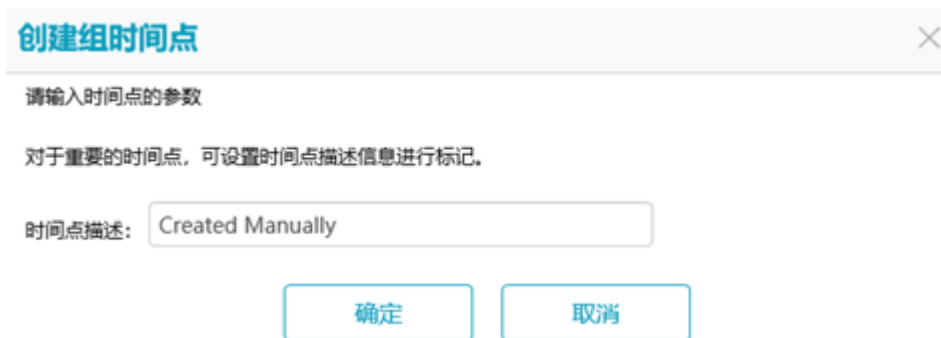 创建组时间点
请输入时间点的参数
对于重要的时间点，可设置时间点描述信息进行标记。
时间点描述： Created Manually
确定 取消